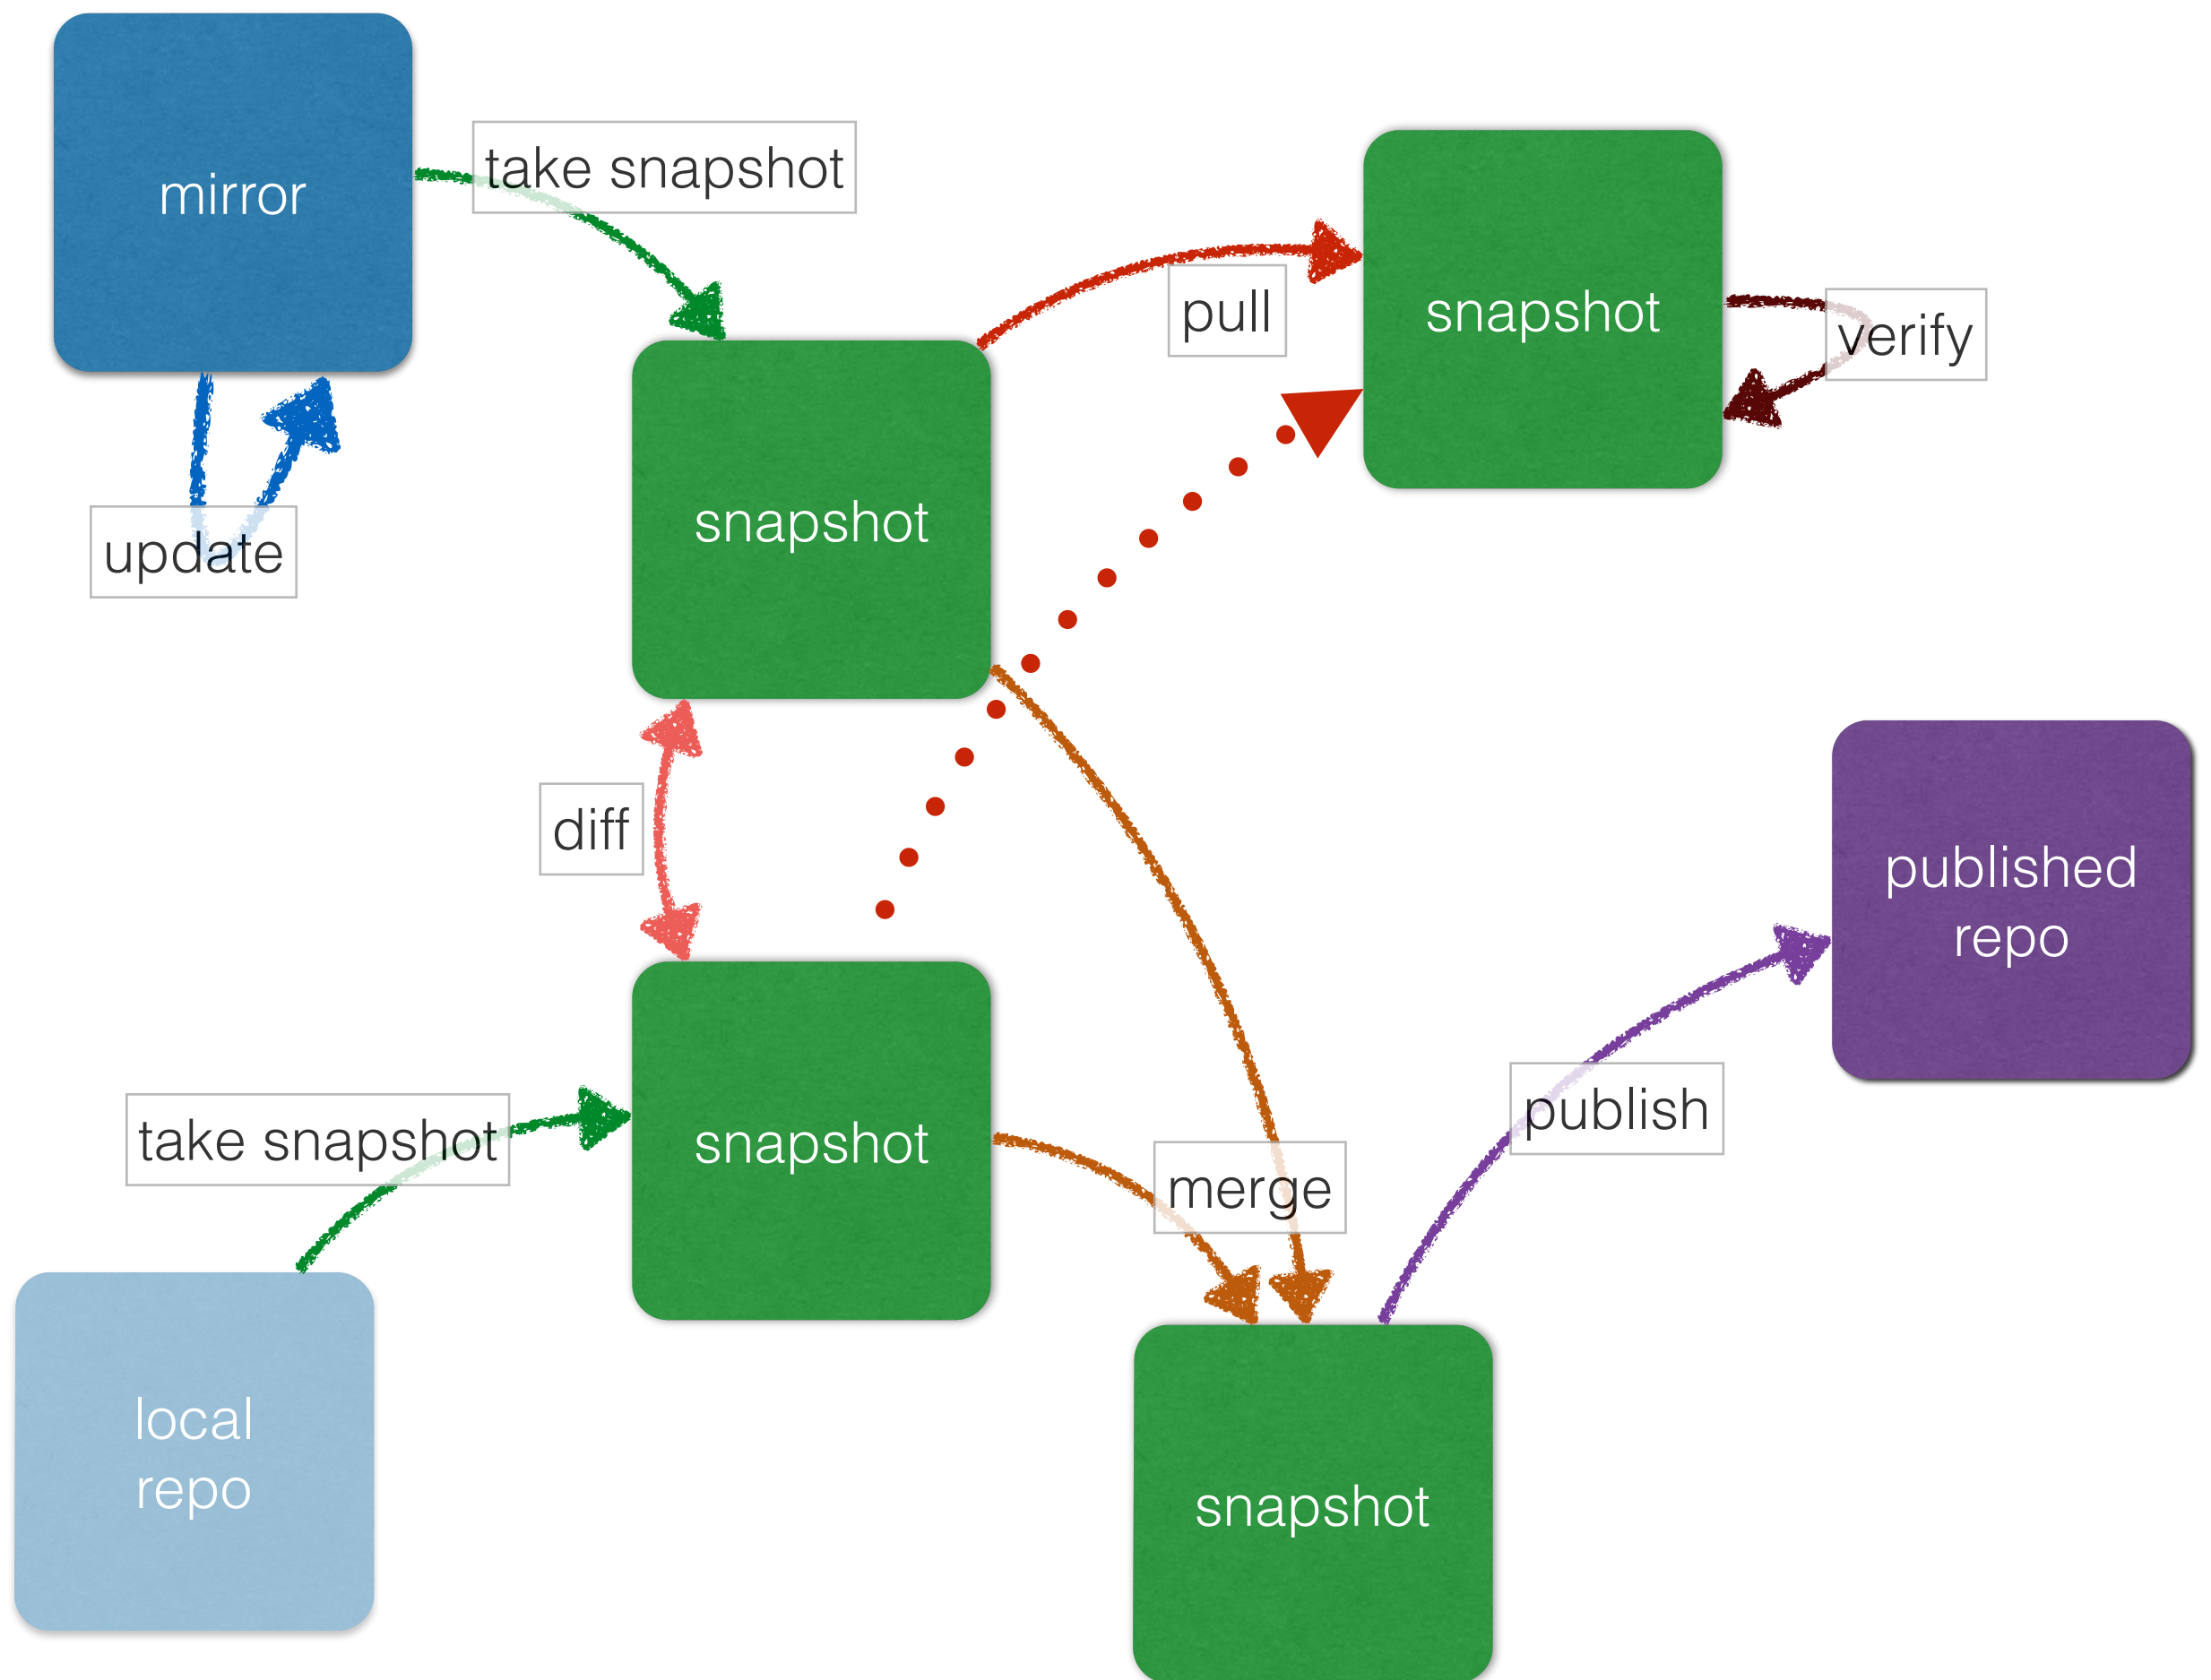 mirror
take snapshot
snapshot
pull
verify
update
snapshot
diff
published
repo
take snapshot
snapshot
merge
publish
local
repo
snapshot